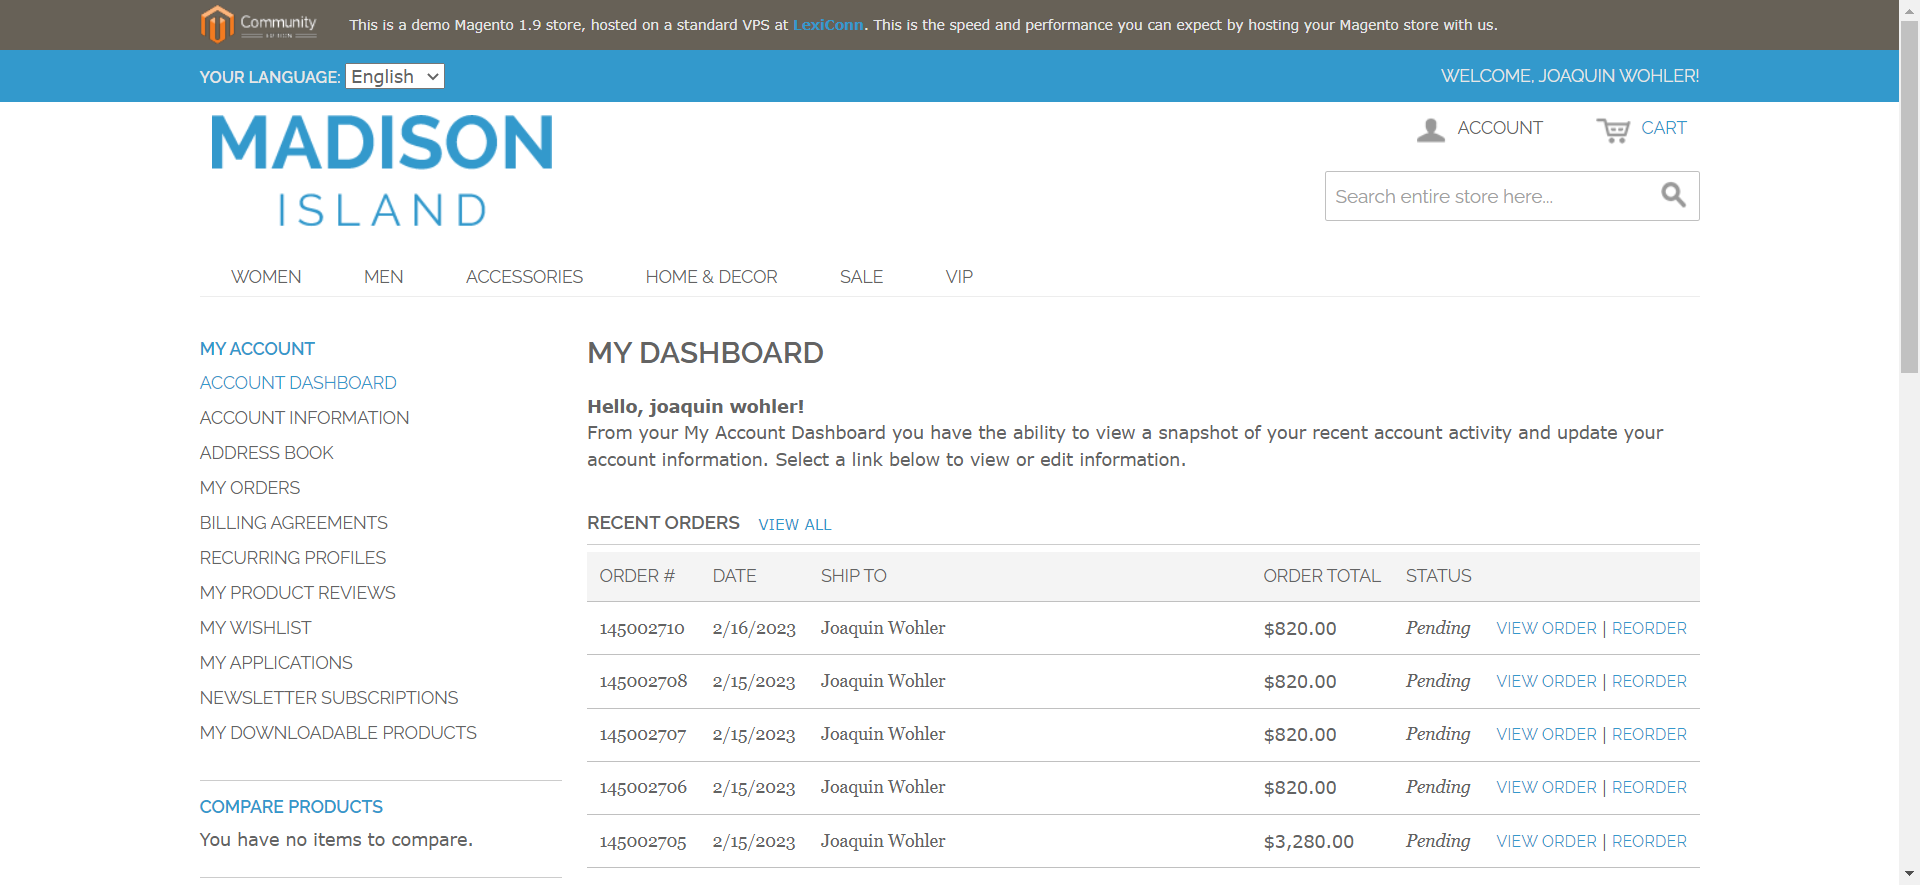 Community
This is a demo Magento 1.9 store, hosted on a standard VPS at LexiConn. This is the speed and performance you can expect by hosting your Magento store with us.
YOUR LANGUAGE: English
WELCOME, JOAQUIN WOHLER!
MADISON
ISLAND
ACCOUNT
CART
Search entire store here...
WOMEN MEN ACCESSORIES HOME & DECOR SALE VIP
MY ACCOUNT
ACCOUNT DASHBOARD
ACCOUNT INFORMATION
ADDRESS BOOK
MY ORDERS
BILLING AGREEMENTS
RECURRING PROFILES
MY PRODUCT REVIEWS
MY WISHLIST
MY APPLICATIONS
NEWSLETTER SUBSCRIPTIONS
MY DOWNLOADABLE PRODUCTS
COMPARE PRODUCTS
You have no items to compare.
MY DASHBOARD
Hello, joaquin wohler!
From your My Account Dashboard you have the ability to view a snapshot of your recent account activity and update your
account information. Select a link below to view or edit information.
RECENT ORDERS VIEW ALL
ORDER # DATE SHIP TO ORDER TOTAL STATUS
145002710 2/16/2023 Joaquin Wohler $820.00 Pending VIEW ORDER | REORDER
145002708 2/15/2023 Joaquin Wohler $820.00 Pending VIEW ORDER | REORDER
145002707 2/15/2023 Joaquin Wohler $820.00 Pending VIEW ORDER | REORDER
145002706 2/15/2023 Joaquin Wohler $820.00 Pending VIEW ORDER | REORDER
145002705 2/15/2023 Joaquin Wohler $3,280.00 Pending VIEW ORDER | REORDER